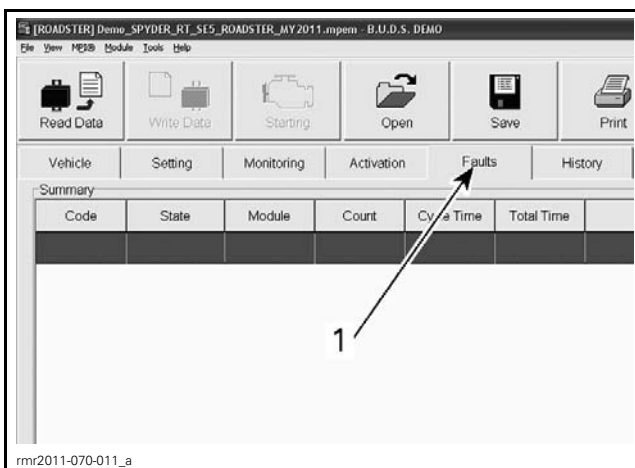 [ROADSTER] Demo_SPYDER_RT_SE5_ROADSTER_MY2011.mpem - B.U.D.S. DEMO
File View MPI® Module Tools Help
Read Data Write Data Starting Open Save Print
Vehicle Setting Monitoring Activation Faults History
Summary
Code State Module Count Cycle Time Total Time
1
rmr2011-070-011_a